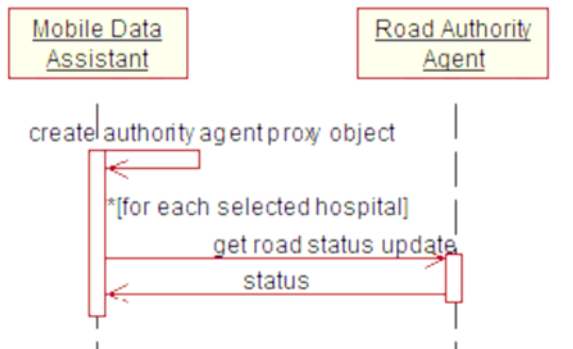 Mobile Data
Assistant
Road Authority
Agent
create authority agent proxy object
*[for each selected hospital]
get road status update
status